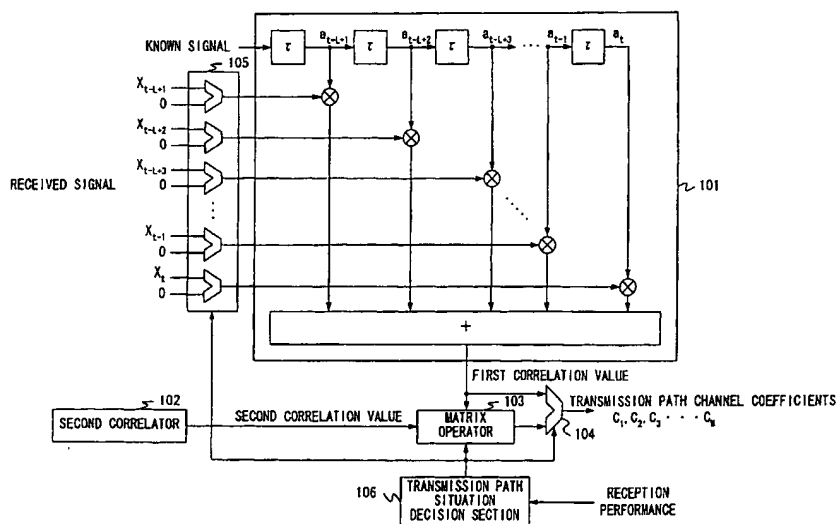 KNOWN SIGNAL
τ
a_{t-L+1}
τ
a_{t-L+2}
τ
a_{t-L+3}
...
a_{t-1}
τ
a_t
105
X_{t-L+1}
0
X_{t-L+2}
0
X_{t-L+3}
0
RECEIVED SIGNAL
101
X_{t-1}
0
X_t
0
+
FIRST CORRELATION VALUE
102
SECOND CORRELATOR
SECOND CORRELATION VALUE
103
MATRIX
OPERATOR
104
TRANSMISSION PATH CHANNEL COEFFICIENTS
C_1, C_2, C_3 ··· C_N
106
TRANSMISSION PATH
SITUATION
DECISION SECTION
RECEPTION
PERFORMANCE